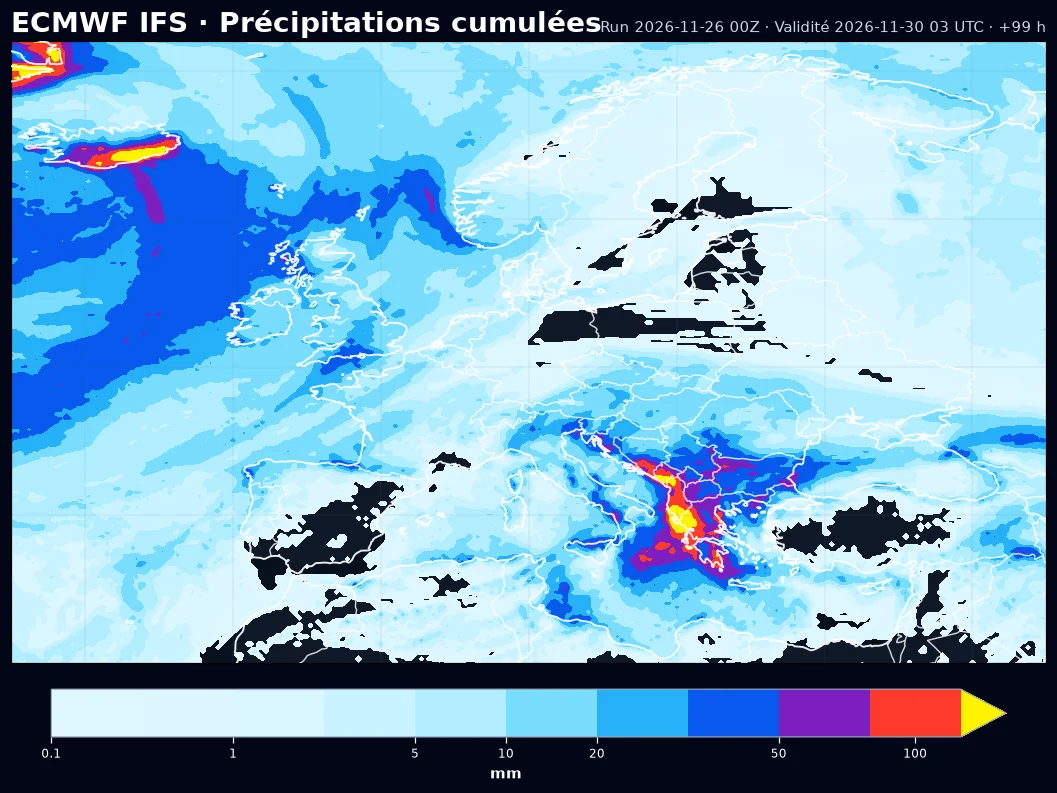 ECMWF IFS · Précipitations cumulées
Run 2026-11-26 00Z · Validité 2026-11-30 03 UTC · +99 h
0.1 1 5 10 20 50 100
mm